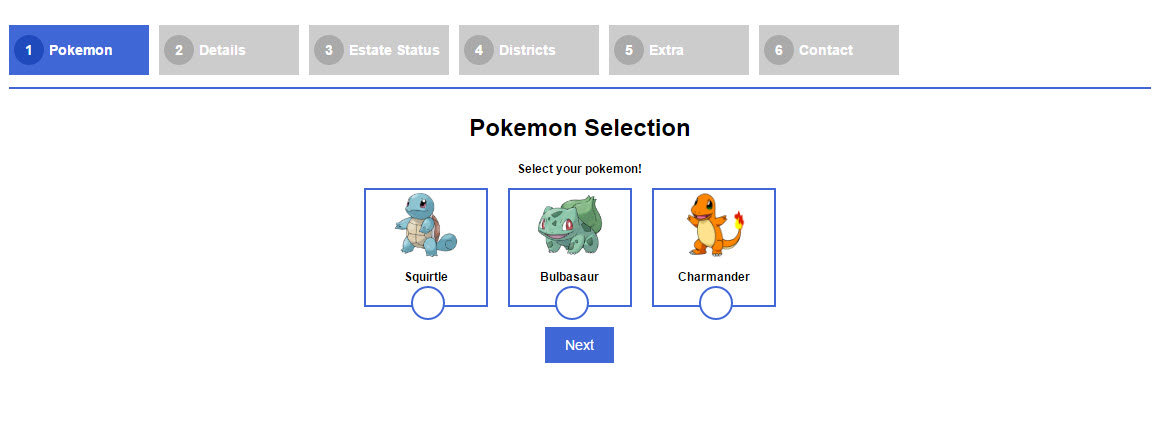 1 Pokemon 2 Details 3 Estate Status 4 Districts 5 Extra 6 Contact
Pokemon Selection
Select your pokemon!
Squirtle Bulbasaur Charmander
Next